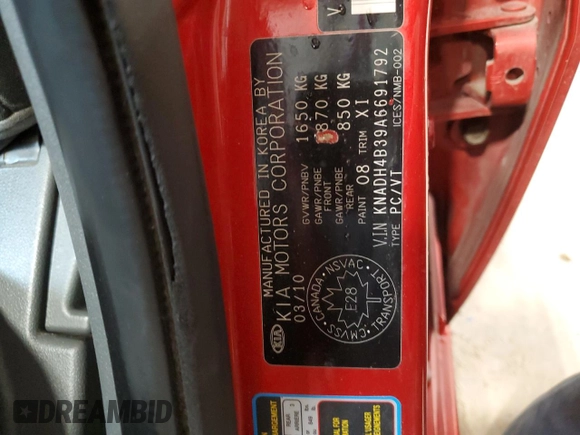 MANUFACTURED IN KOREA BY
KIA MOTORS CORPORATION
03/10
GVWR/PNBV 1650 KG
GAWR/PNBE FRONT 870 KG
GAWR/PNBE REAR 850 KG
PAINT 08 TRIM XI
V.I.N KNADH4B39A6691792
TYPE PC/VT ICES/NMB-002
KIA
CANADA NSVAC
E28
CMVSS TRANSPORT
V
REAR
DREAMBID